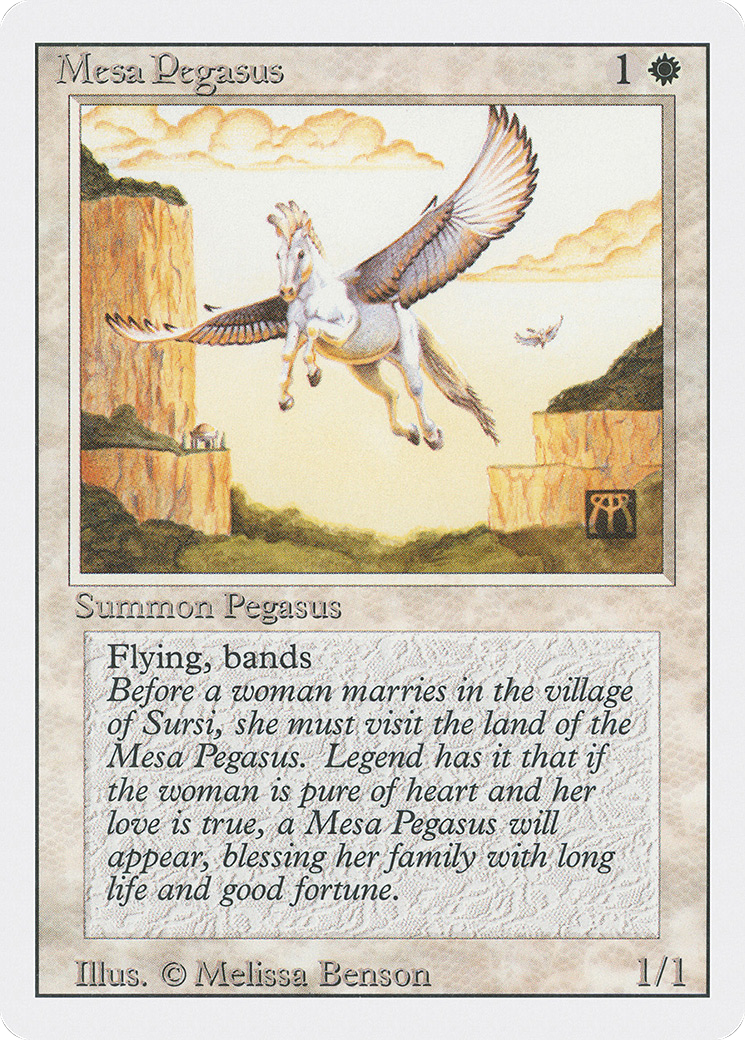 Mesa Pegasus 1
Summon Pegasus
Flying, bands
Before a woman marries in the village
of Sursi, she must visit the land of the
Mesa Pegasus. Legend has it that if
the woman is pure of heart and her
love is true, a Mesa Pegasus will
appear, blessing her family with long
life and good fortune.
Illus. © Melissa Benson 1/1